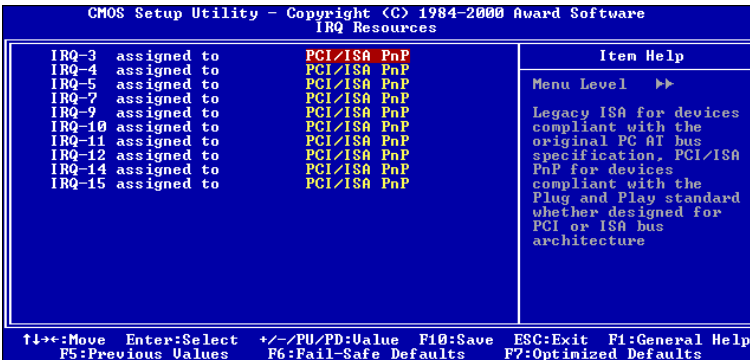 CMOS Setup Utility - Copyright (C) 1984-2000 Award Software
IRQ Resources
IRQ-3 assigned to PCI/ISA PnP
IRQ-4 assigned to PCI/ISA PnP
IRQ-5 assigned to PCI/ISA PnP
IRQ-7 assigned to PCI/ISA PnP
IRQ-9 assigned to PCI/ISA PnP
IRQ-10 assigned to PCI/ISA PnP
IRQ-11 assigned to PCI/ISA PnP
IRQ-12 assigned to PCI/ISA PnP
IRQ-14 assigned to PCI/ISA PnP
IRQ-15 assigned to PCI/ISA PnP
Item Help
Menu Level ▸▸
Legacy ISA for devices
compliant with the
original PC AT bus
specification, PCI/ISA
PnP for devices
compliant with the
Plug and Play standard
whether designed for
PCI or ISA bus
architecture
↑↓→←:Move Enter:Select +/-/PU/PD:Value F10:Save ESC:Exit F1:General Help
F5:Previous Values F6:Fail-Safe Defaults F7:Optimized Defaults